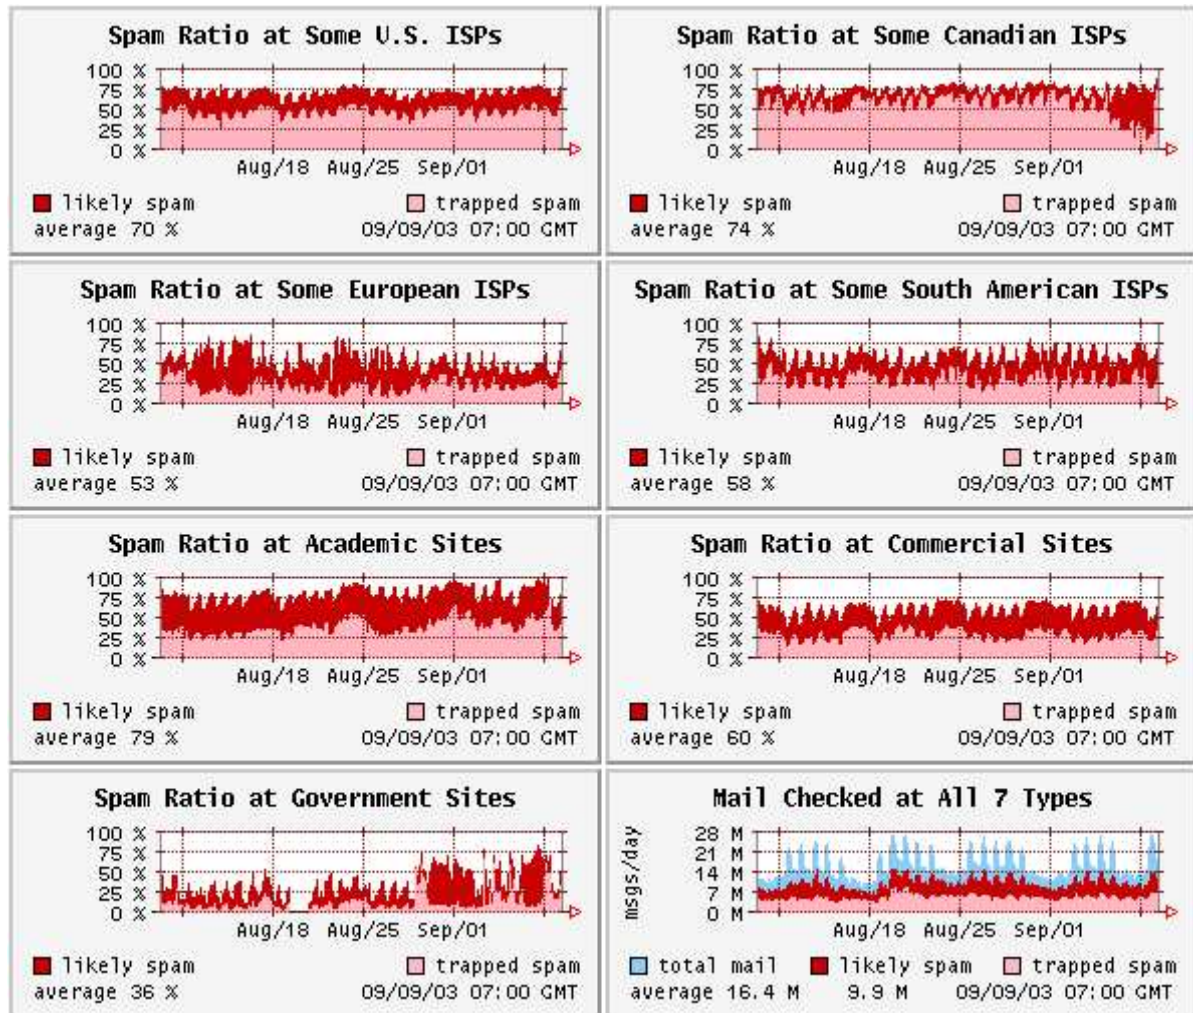 Spam Ratio at Some U.S. ISPs
100 %
75 %
50 %
25 %
0 %
Aug/18 Aug/25 Sep/01
likely spam trapped spam
average 70 % 09/09/03 07:00 GMT
Spam Ratio at Some Canadian ISPs
100 %
75 %
50 %
25 %
0 %
Aug/18 Aug/25 Sep/01
likely spam trapped spam
average 74 % 09/09/03 07:00 GMT
Spam Ratio at Some European ISPs
100 %
75 %
50 %
25 %
0 %
Aug/18 Aug/25 Sep/01
likely spam trapped spam
average 53 % 09/09/03 07:00 GMT
Spam Ratio at Some South American ISPs
100 %
75 %
50 %
25 %
0 %
Aug/18 Aug/25 Sep/01
likely spam trapped spam
average 58 % 09/09/03 07:00 GMT
Spam Ratio at Academic Sites
100 %
75 %
50 %
25 %
0 %
Aug/18 Aug/25 Sep/01
likely spam trapped spam
average 79 % 09/09/03 07:00 GMT
Spam Ratio at Commercial Sites
100 %
75 %
50 %
25 %
0 %
Aug/18 Aug/25 Sep/01
likely spam trapped spam
average 60 % 09/09/03 07:00 GMT
Spam Ratio at Government Sites
100 %
75 %
50 %
25 %
0 %
Aug/18 Aug/25 Sep/01
likely spam trapped spam
average 36 % 09/09/03 07:00 GMT
Mail Checked at All 7 Types
msgs/day
28 M
21 M
14 M
7 M
0 M
Aug/18 Aug/25 Sep/01
total mail likely spam trapped spam
average 16.4 M 9.9 M 09/09/03 07:00 GMT